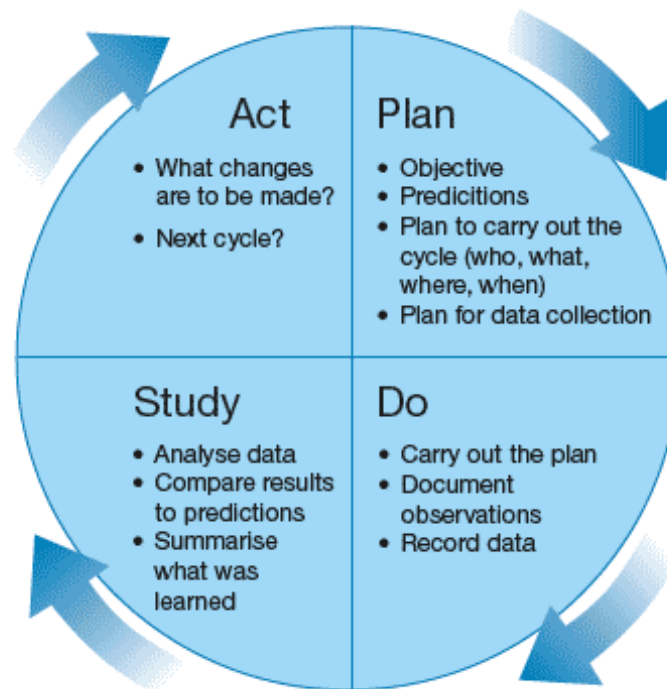 Act
• What changes
are to be made?
• Next cycle?
Plan
• Objective
• Predicitions
• Plan to carry out the
cycle (who, what,
where, when)
• Plan for data collection
Study
• Analyse data
• Compare results
to predictions
• Summarise
what was
learned
Do
• Carry out the plan
• Document
observations
• Record data